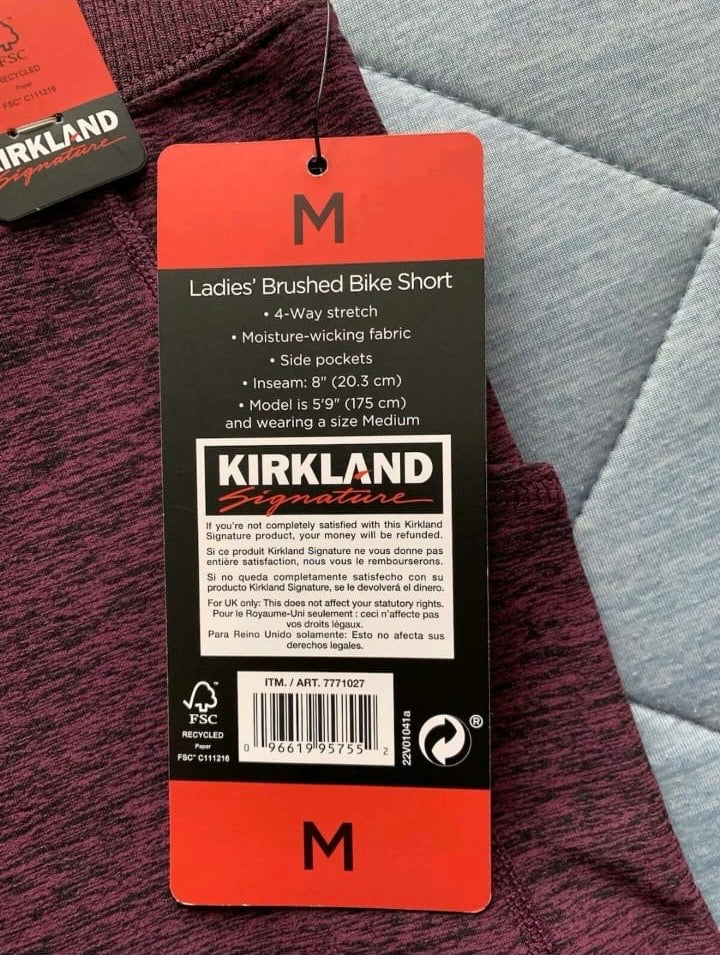 FSC
RECYCLED
Paper
FSC® C111216
KIRKLAND
Signature
M
Ladies' Brushed Bike Short
• 4-Way stretch
• Moisture-wicking fabric
• Side pockets
• Inseam: 8" (20.3 cm)
• Model is 5'9" (175 cm)
and wearing a size Medium
KIRKLAND
Signature
If you're not completely satisfied with this Kirkland
Signature product, your money will be refunded.
Si ce produit Kirkland Signature ne vous donne pas
entière satisfaction, nous vous le rembourserons.
Si no queda completamente satisfecho con su
producto Kirkland Signature, se le devolverá el dinero.
For UK only: This does not affect your statutory rights.
Pour le Royaume-Uni seulement : ceci n'affecte pas
vos droits légaux.
Para Reino Unido solamente: Esto no afecta sus
derechos legales.
ITM. / ART. 7771027
0 96619 95755 2
FSC™
RECYCLED
Paper
FSC® C111216
22V01041a
®
M